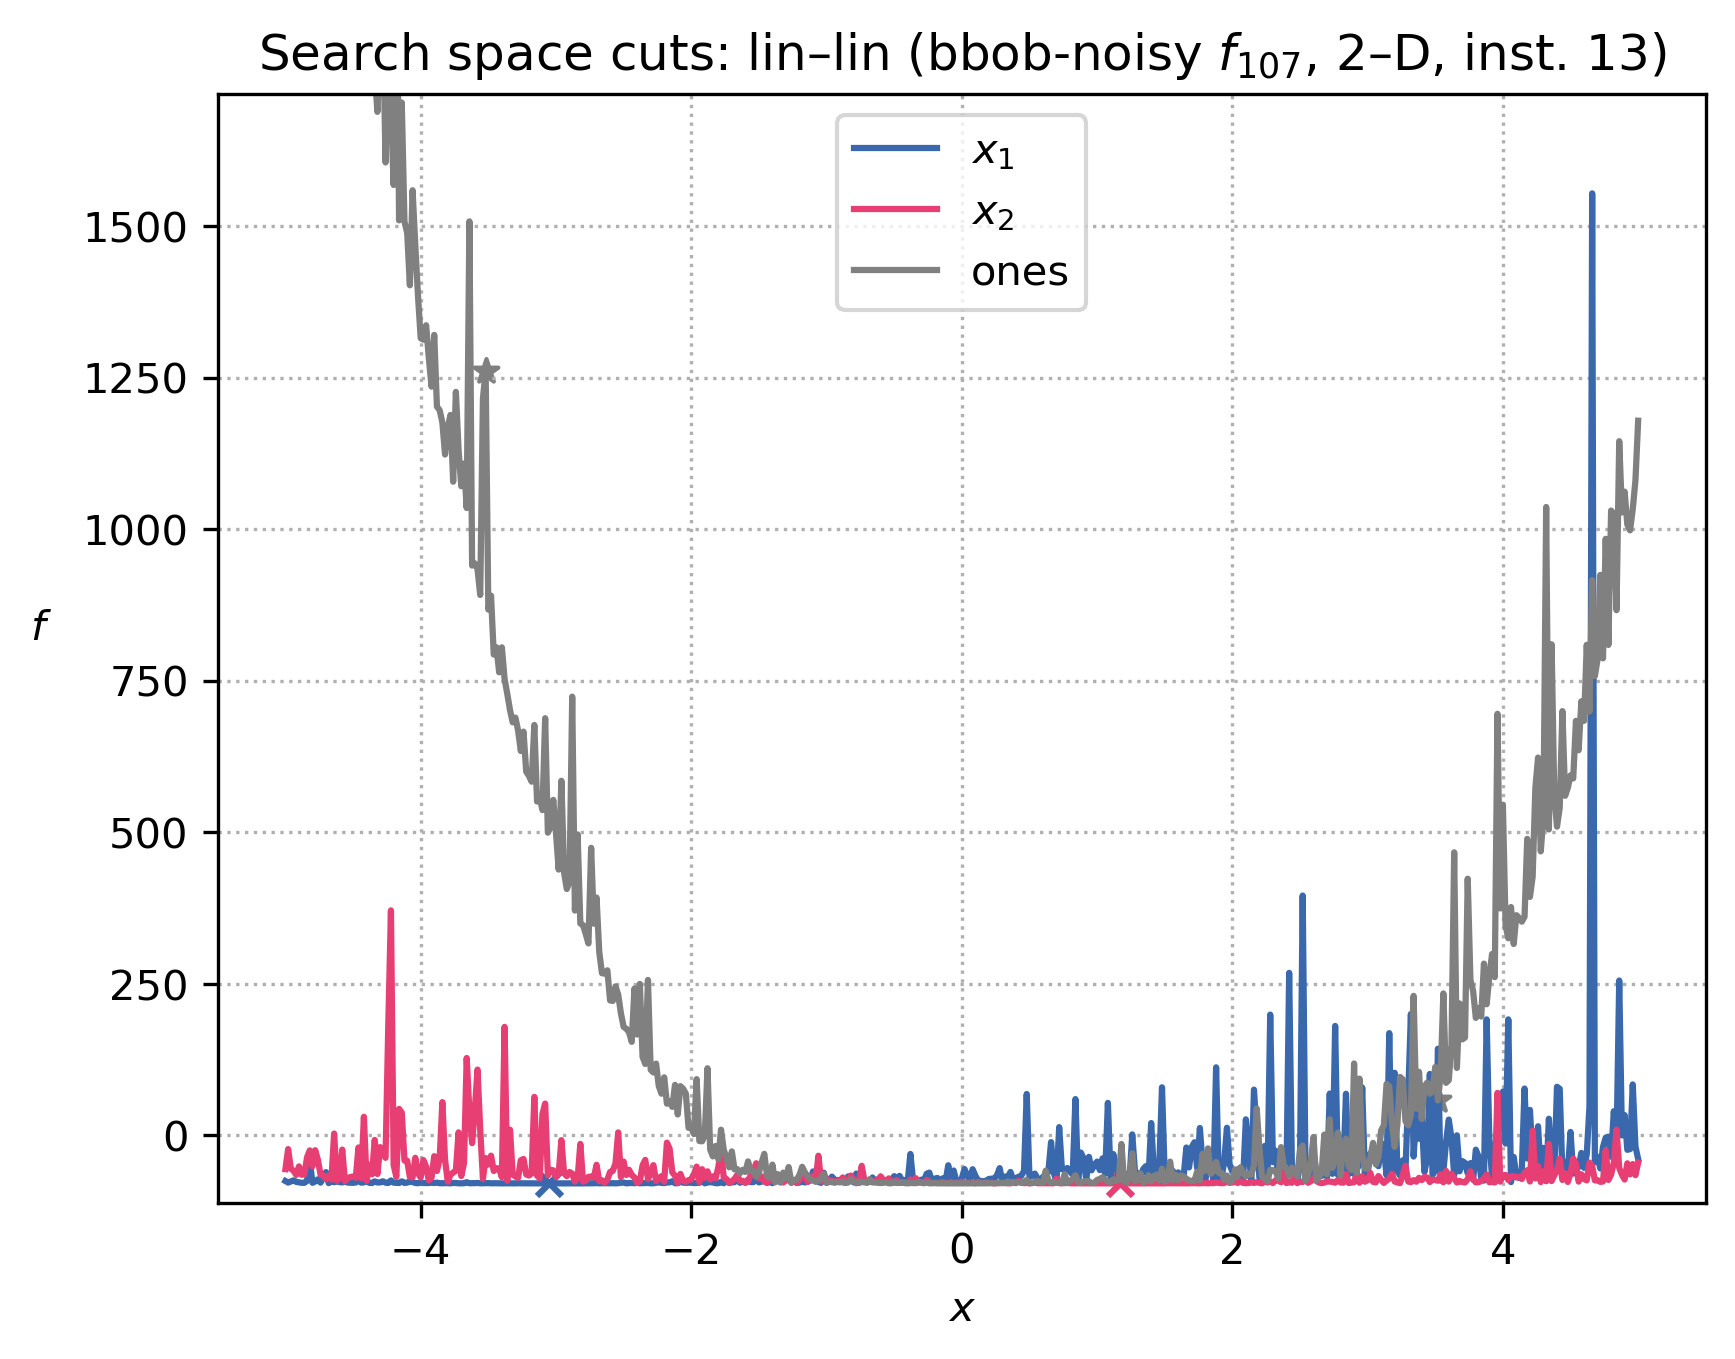 Search space cuts: lin–lin (bbob-noisy f₁₀₇, 2–D, inst. 13)
x₁
x₂
ones
1500
1250
1000
750
500
250
0
f
−4
−2
0
2
4
x